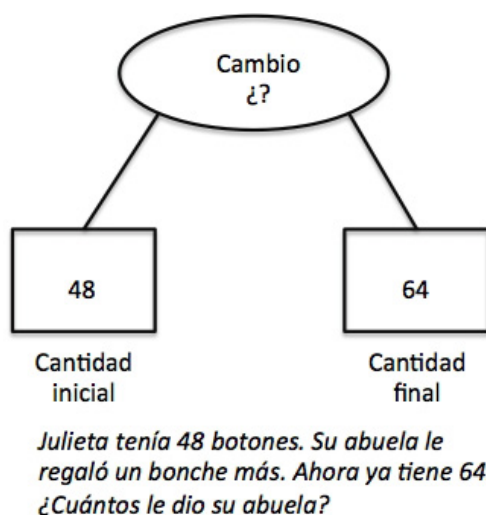 Cambio
¿?
48
64
Cantidad
inicial
Cantidad
final
Julieta tenía 48 botones. Su abuela le
regaló un bonche más. Ahora ya tiene 64
¿Cuántos le dio su abuela?